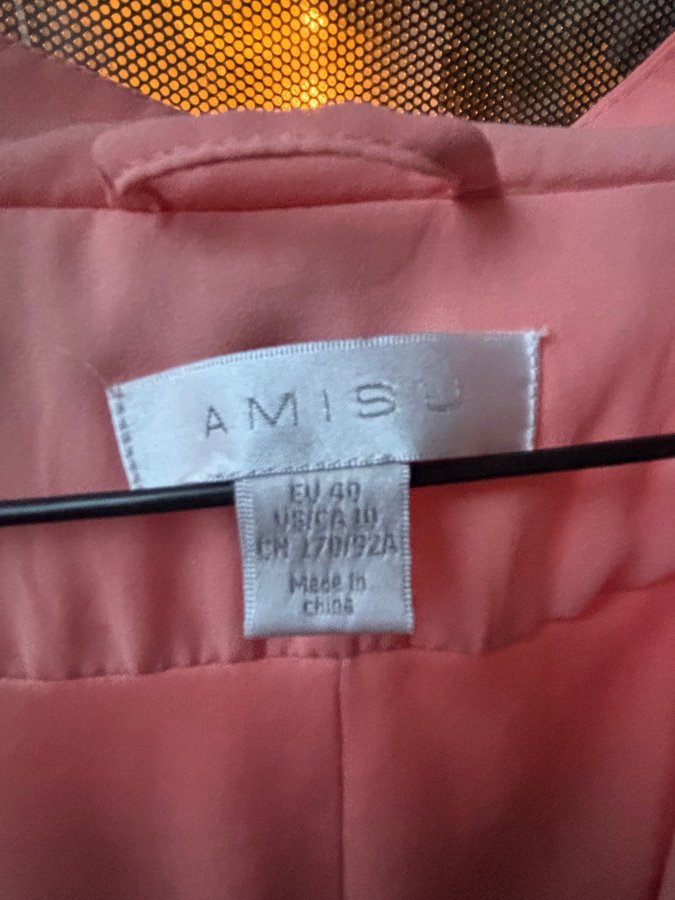 AMISU
EU 40
US/CA 10
CH 170/92A
Made in
china